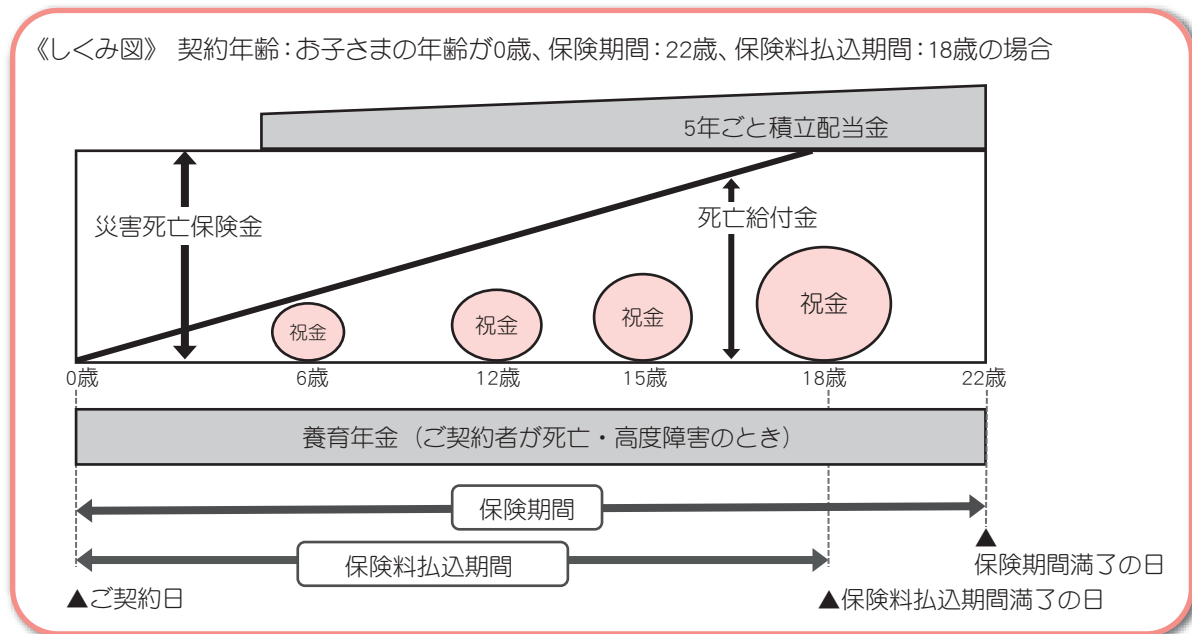 《しくみ図》 契約年齢：お子さまの年齢が0歳、保険期間：22歳、保険料払込期間：18歳の場合
5年ごと積立配当金
災害死亡保険金
死亡給付金
祝金
祝金
祝金
祝金
0歳 6歳 12歳 15歳 18歳 22歳
養育年金（ご契約者が死亡・高度障害のとき）
保険期間
保険料払込期間
▲
保険期間満了の日
▲ご契約日
▲保険料払込期間満了の日